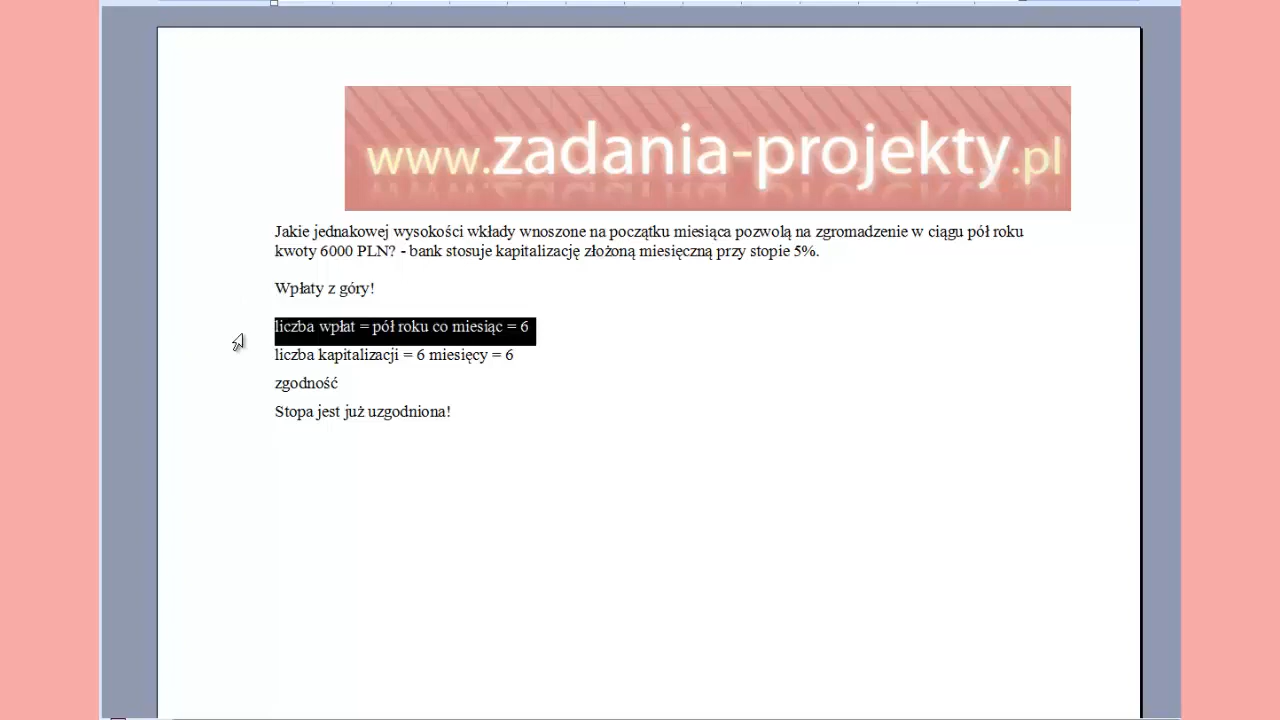 www.zadania-projekty.pl
Jakie jednakowej wysokości wkłady wnoszone na początku miesiąca pozwolą na zgromadzenie w ciągu pół roku
kwoty 6000 PLN? - bank stosuje kapitalizację złożoną miesięczną przy stopie 5%.
Wpłaty z góry!
liczba wpłat = pół roku co miesiąc = 6
liczba kapitalizacji = 6 miesięcy = 6
zgodność
Stopa jest już uzgodniona!